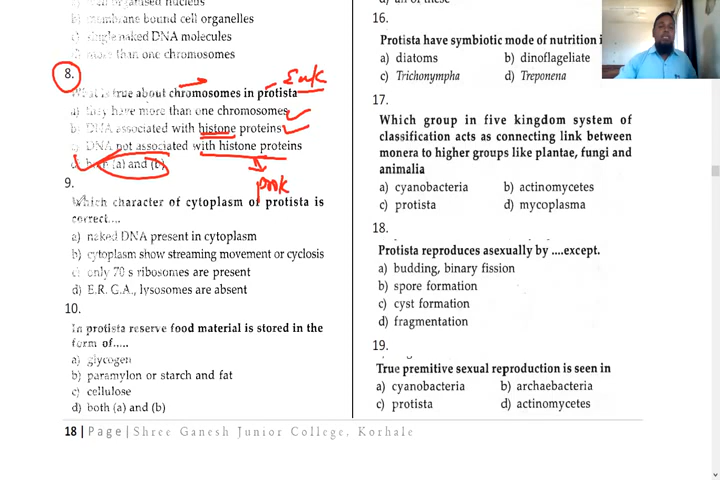 a) well organised nucleus
b) membrane bound cell organelles
c) single naked DNA molecules
d) more than one chromosomes
8.
What is true about chromosomes in protista
Euk
a) they have more than one chromosomes
b) DNA associated with histone proteins
c) DNA not associated with histone proteins
d) both (a) and (b)
prok
9.
Which character of cytoplasm of protista is
correct....
a) naked DNA present in cytoplasm
b) cytoplasm show streaming movement or cyclosis
c) only 70 s ribosomes are present
d) E.R. G.A., lysosomes are absent
10.
In protista reserve food material is stored in the
form of.....
a) glycogen
b) paramylon or starch and fat
c) cellulose
d) both (a) and (b)
18 | Page | Shree Ganesh Junior College, Korhale
d) all of these
16.
Protista have symbiotic mode of nutrition i
a) diatoms b) dinoflageliate
c) Trichonympha d) Treponena
17.
Which group in five kingdom system of
classification acts as connecting link between
monera to higher groups like plantae, fungi and
animalia
a) cyanobacteria b) actinomycetes
c) protista d) mycoplasma
18.
Protista reproduces asexually by ....except.
a) budding, binary fission
b) spore formation
c) cyst formation
d) fragmentation
19.
True premitive sexual reproduction is seen in
a) cyanobacteria b) archaebacteria
c) protista d) actinomycetes